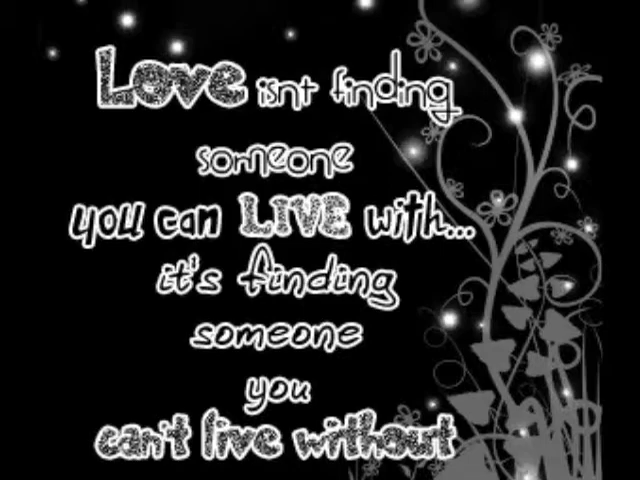 Love isnt finding
someone
you can LIVE with...
it's finding
someone
you
can't live without